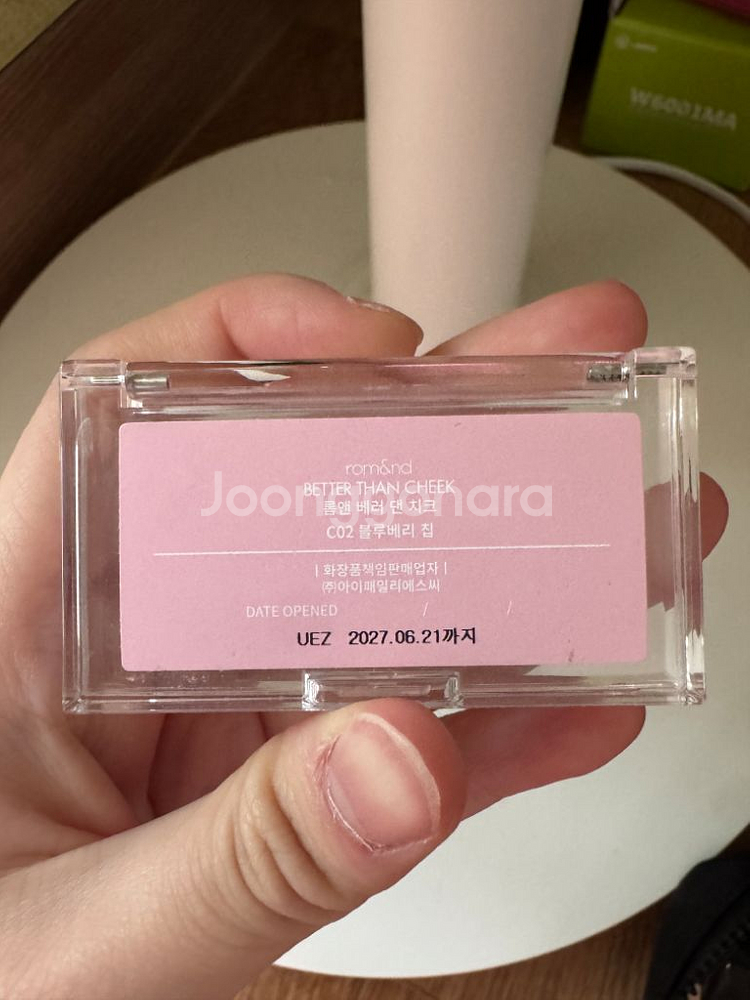 W6001MA
rom&nd
BETTER THAN CHEEK
롬앤 베러 댄 치크
C02 블루베리 칩
| 화장품책임판매업자 |
㈜아이패밀리에스씨
DATE OPENED / /
UEZ 2027.06.21까지
Joonggonara